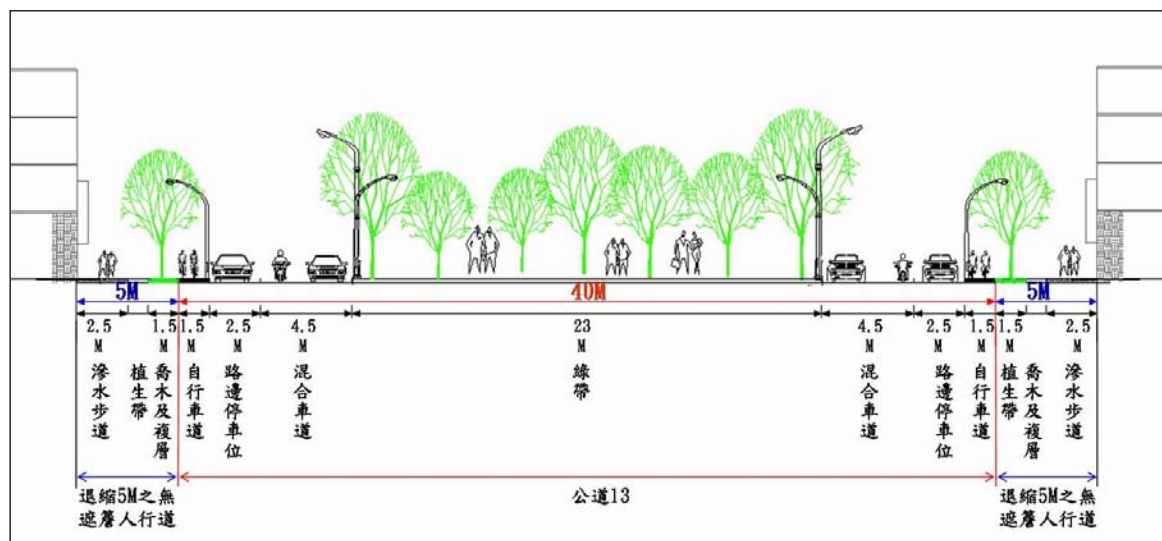 5M
40M
5M
2.5
M
滲水步道
1.5
M
喬木及複層
植生帶
1.5
M
自行車道
2.5
M
路邊停車位
4.5
M
混合車道
23
M
綠帶
4.5
M
混合車道
2.5
M
路邊停車位
1.5
M
自行車道
1.5
M
喬木及複層
植生帶
2.5
M
滲水步道
退縮5M之無
遮簷人行道
公道13
退縮5M之無
遮簷人行道